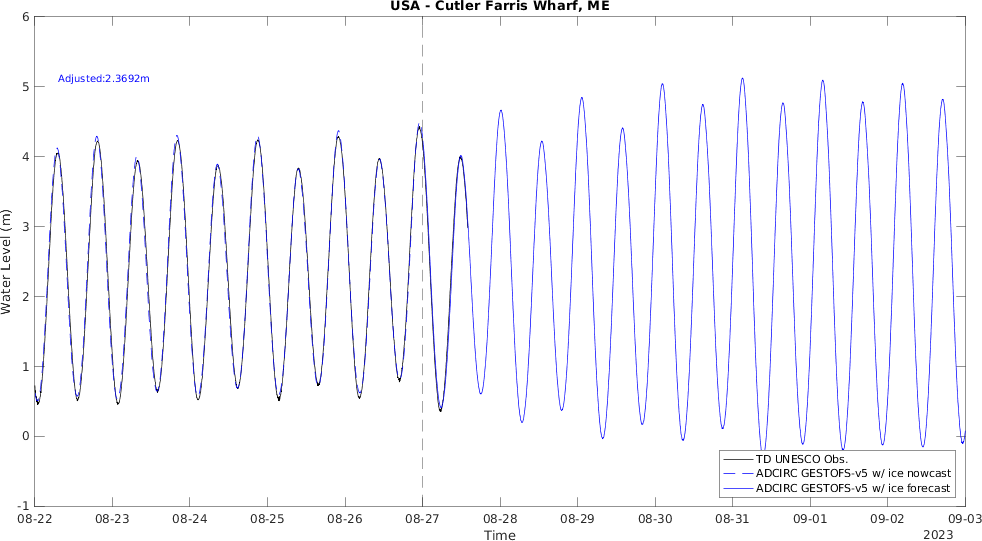 USA - Cutler Farris Wharf, ME
Adjusted:2.3692m
Water Level (m)
6
5
4
3
2
1
0
-1
TD UNESCO Obs.
ADCIRC GESTOFS-v5 w/ ice nowcast
ADCIRC GESTOFS-v5 w/ ice forecast
08-22 08-23 08-24 08-25 08-26 08-27 08-28 08-29 08-30 08-31 09-01 09-02 09-03
Time
2023